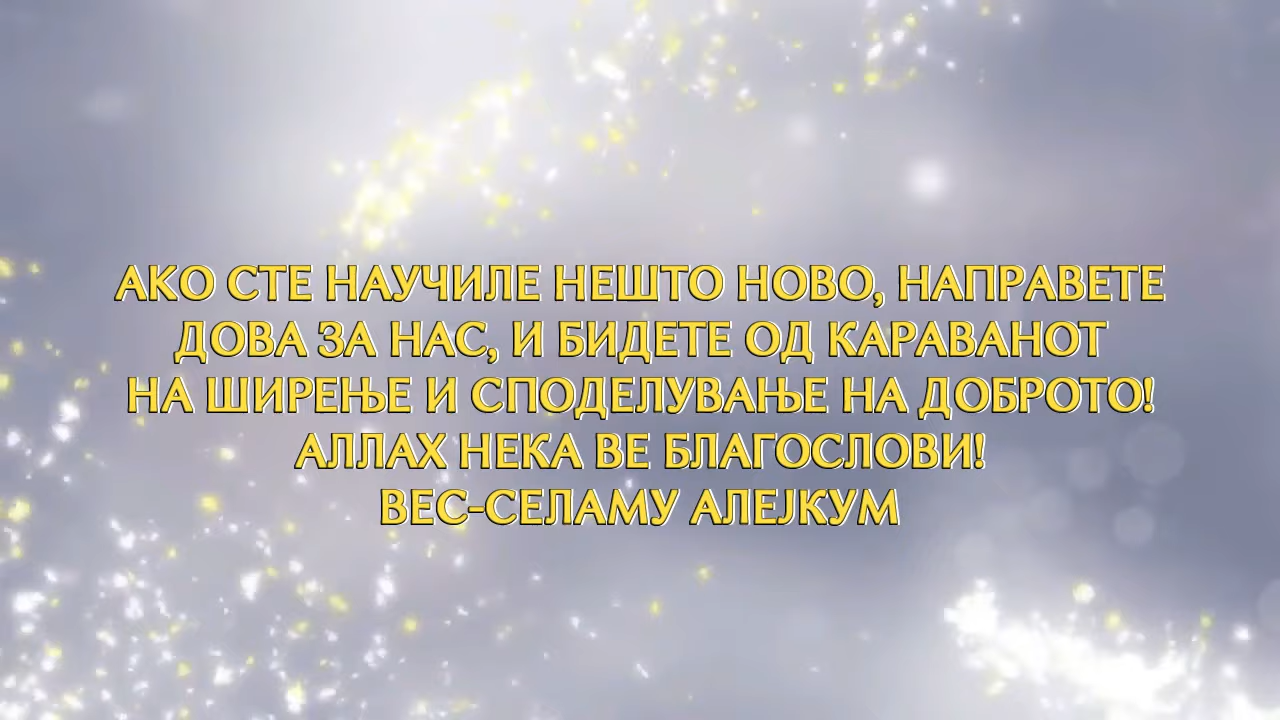 АКО СТЕ НАУЧИЛЕ НЕШТО НОВО, НАПРАВЕТЕ
ДОВА ЗА НАС, И БИДЕТЕ ОД КАРАВАНОТ
НА ШИРЕЊЕ И СПОДЕЛУВАЊЕ НА ДОБРОТО!
АЛЛАХ НЕКА ВЕ БЛАГОСЛОВИ!
ВЕС-СЕЛАМУ АЛЕЈКУМ